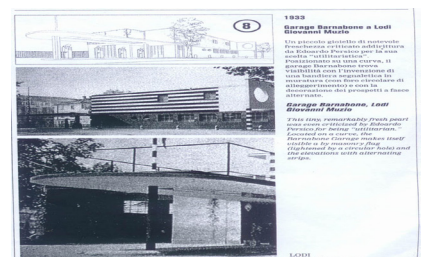 8
1933
Garage Barnabone a Lodi
Giovanni Muzio
Un piccolo gioiello di notevole
freschezza criticato addirittura
da Edoardo Persico per la sua
scelta "utilitaristica".
Posizionato su una curva, il
garage Barnabone trova
visibilità con l'invenzione di
una bandiera segnaletica in
muratura (con foro circolare di
alleggerimento) e con la
decorazione dei prospetti a fasce
alternate.
Garage Barnabone, Lodi
Giovanni Muzio
This tiny, remarkably fresh pearl
was even criticized by Edoardo
Persico for being "utilitarian."
Located on a curve, the
Barnabone Garage makes itself
visible a by masonry flag
(lightened by a circular hole) and
the elevations with alternating
strips.
LODI